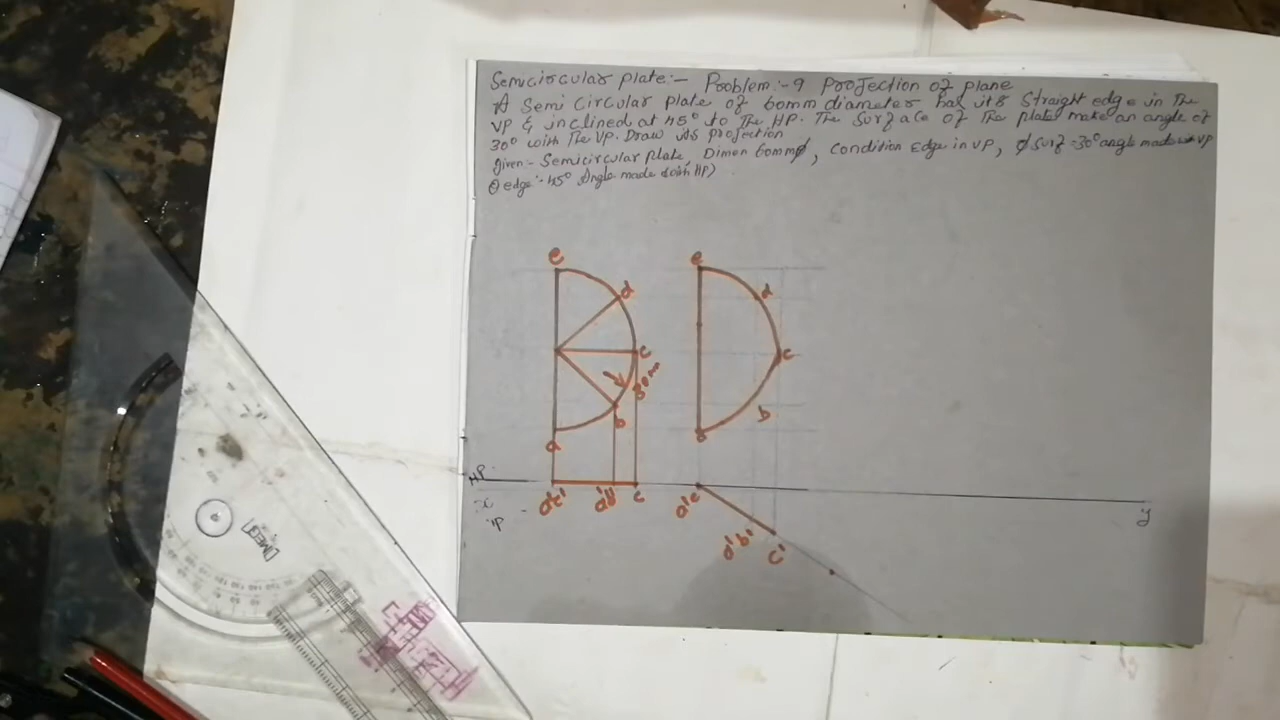 Semicircular plate:- Problem:-9 Projection of plane
A Semi Circular plate of 60mm diameter has its Straight edge in The
VP & inclined at 45° to The HP. The Surface of The plate make an angle of
30° with The VP. Draw its projection
given:- Semicircular plate, Dimen 60mmφ, Condition Edge in VP, φ Surf = 30° angle made with VP
θ edge:- 45° Angle made with HP)
e e
d d
c c
30mm
b b
a
HP
x y
VP
a'e' d'b' c a'e'
d'b' c'
OMEGA